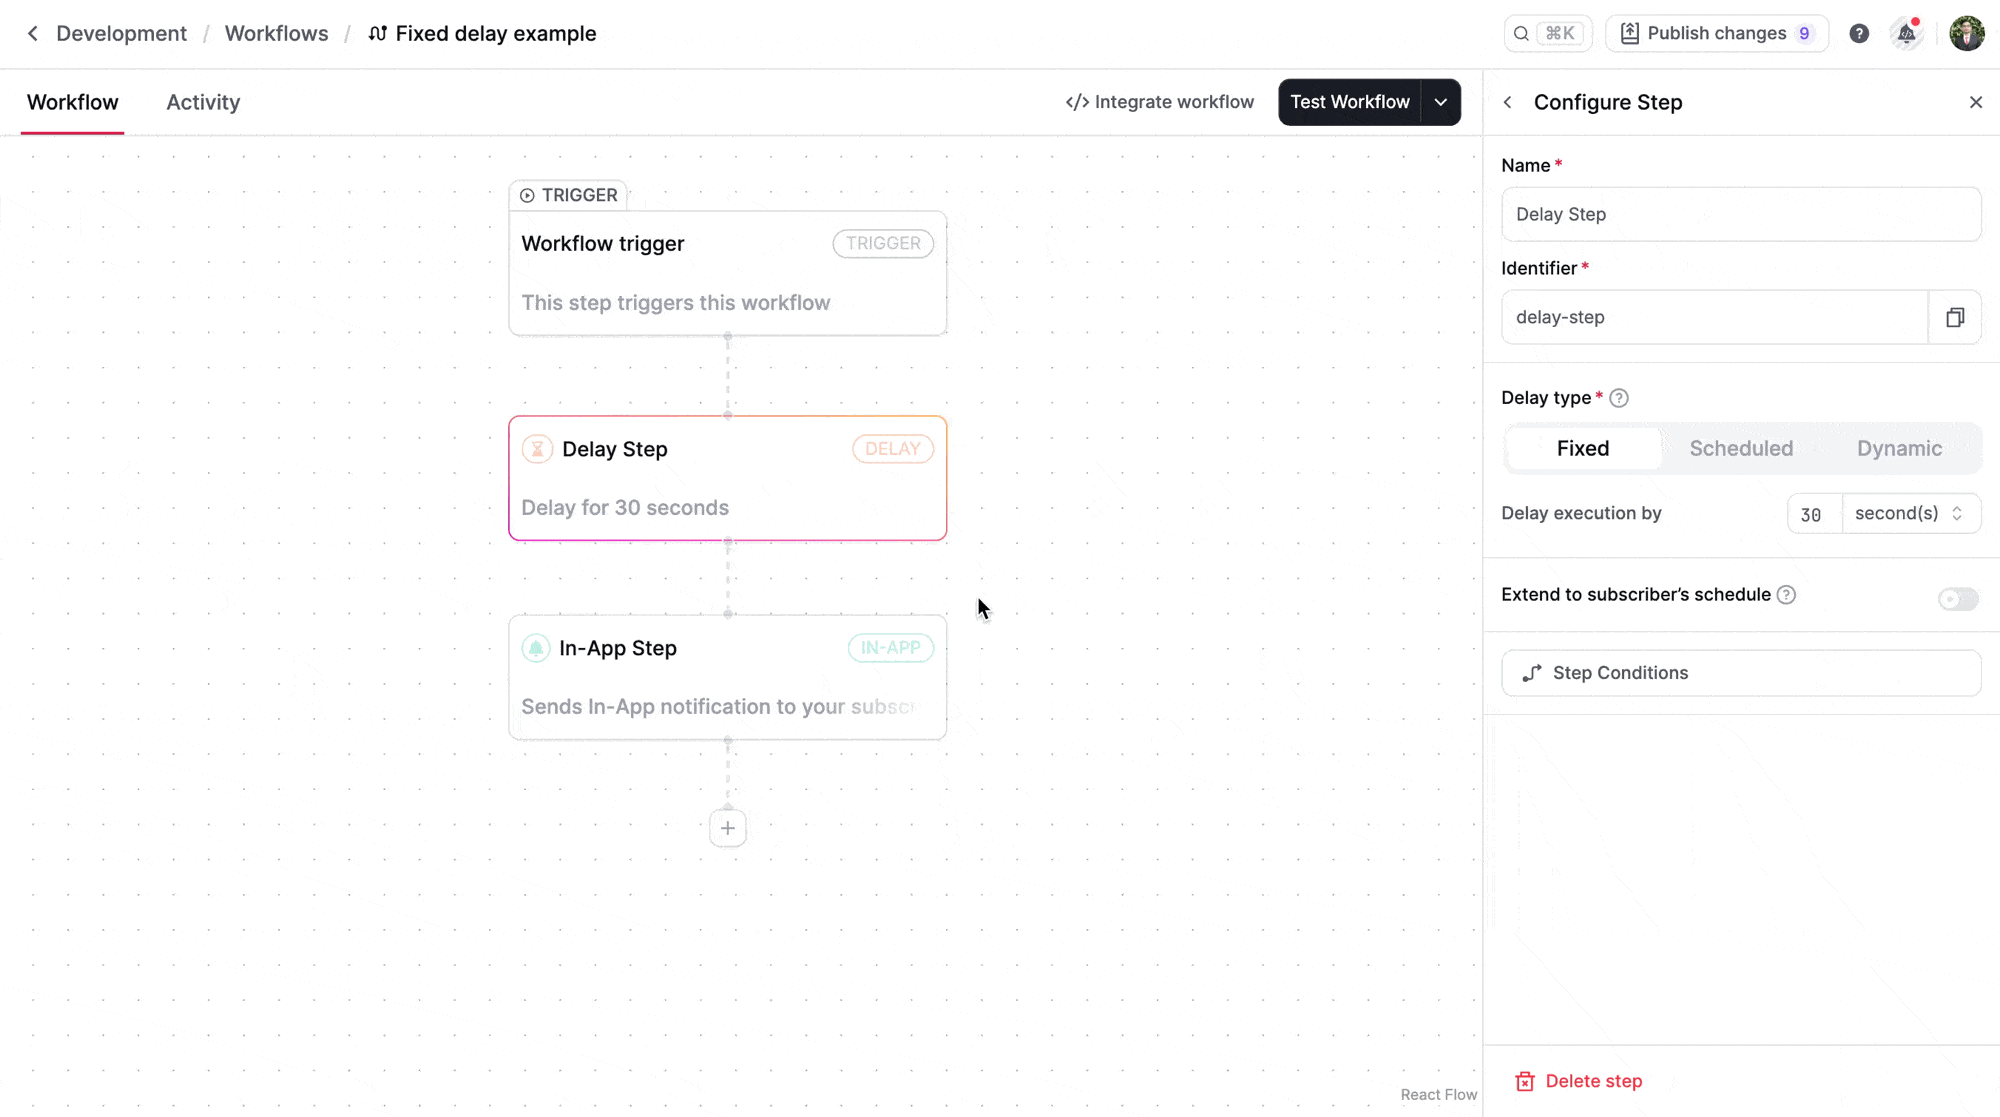 Development / Workflows / Fixed delay example
⌘K
Publish changes 9
Workflow
Activity
</> Integrate workflow
Test Workflow
TRIGGER
Workflow trigger
TRIGGER
This step triggers this workflow
Delay Step
DELAY
Delay for 30 seconds
In-App Step
IN-APP
Sends In-App notification to your subsc
React Flow
Configure Step
Name *
Delay Step
Identifier *
delay-step
Delay type *
Fixed
Scheduled
Dynamic
Delay execution by
30
second(s)
Extend to subscriber’s schedule
Step Conditions
Delete step